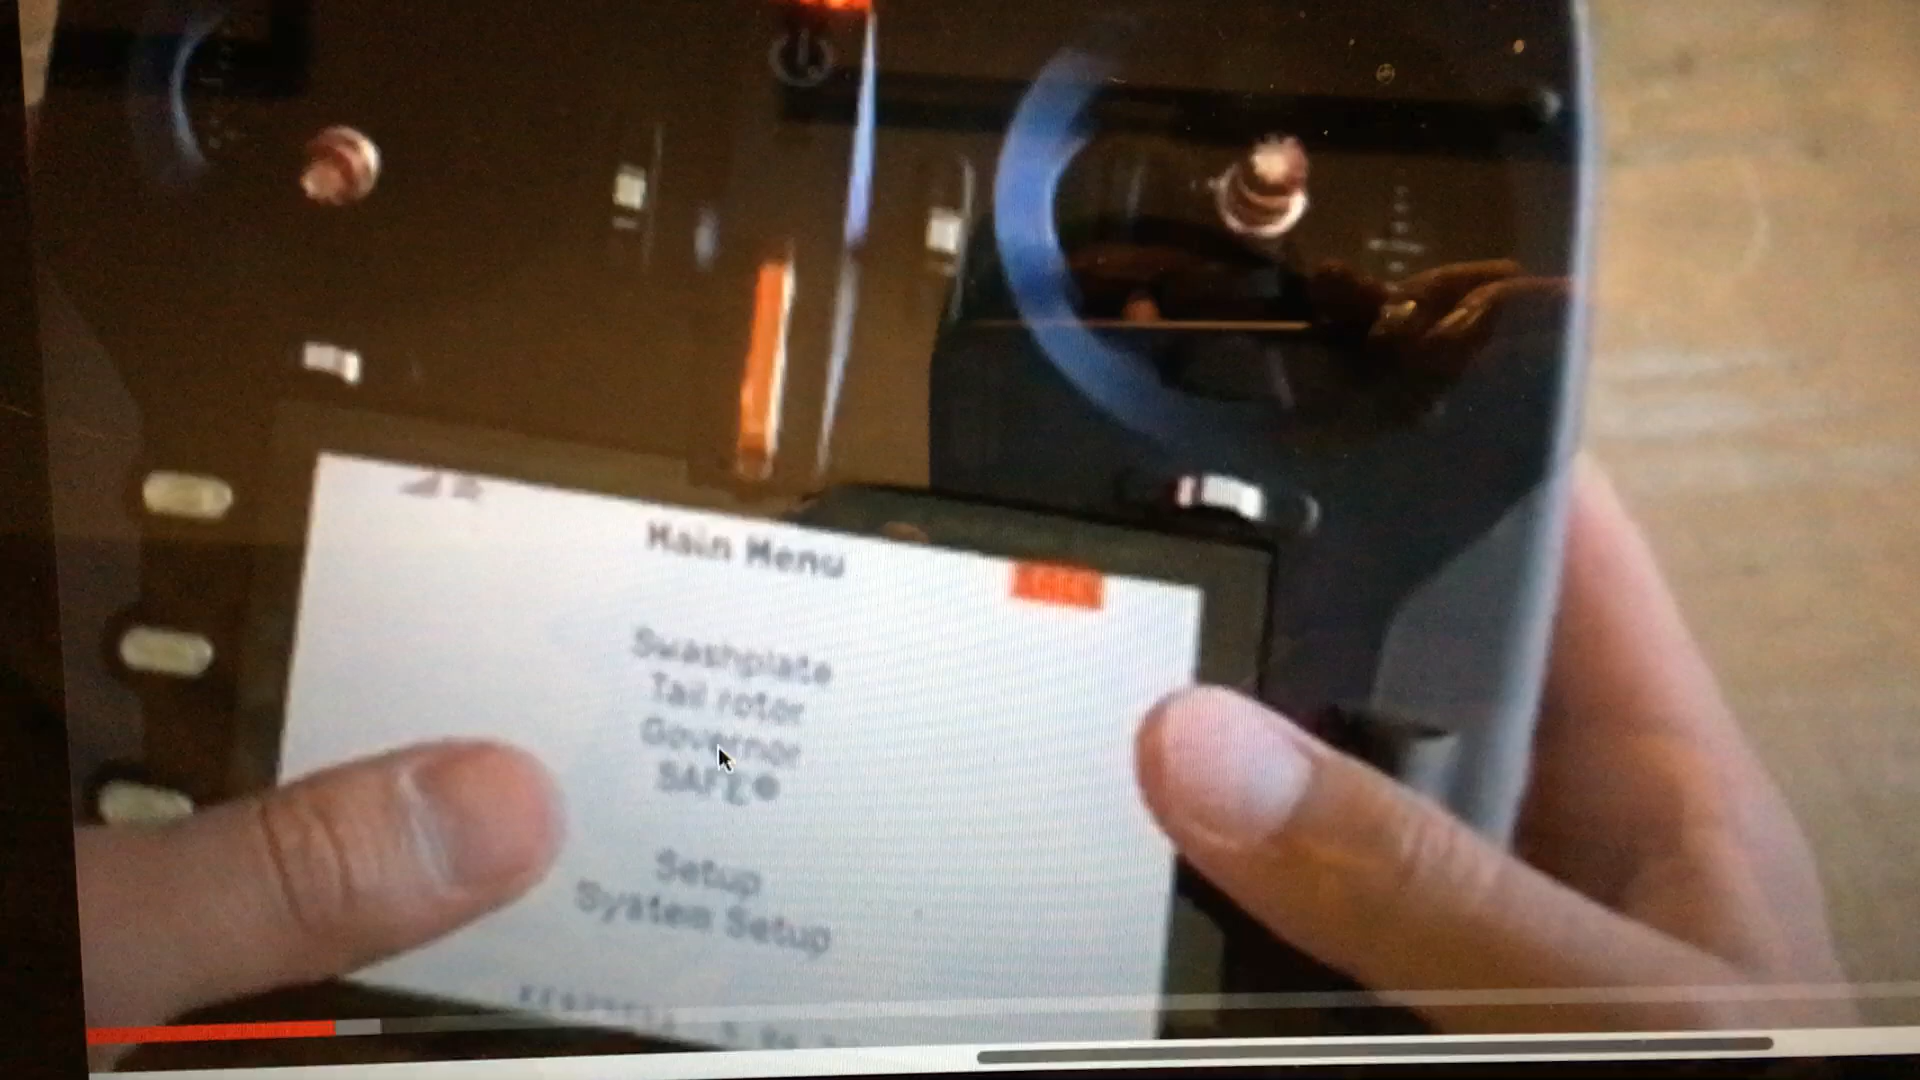 Main Menu
Swashplate
Tail rotor
Governor
SAFE®
Setup
System Setup